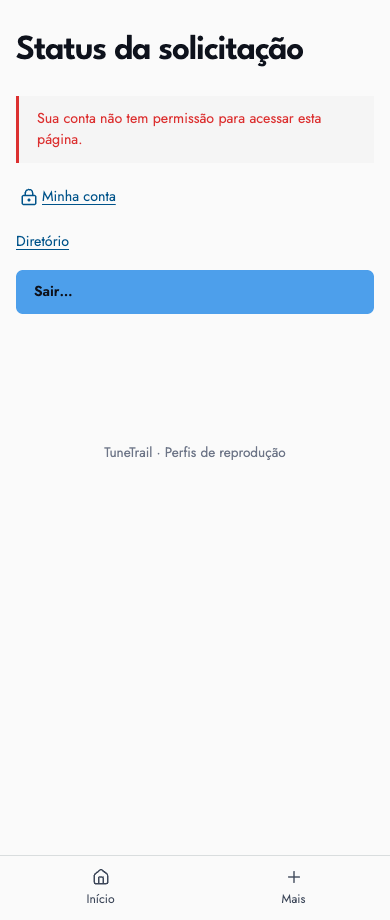 Status da solicitação
Sua conta não tem permissão para acessar esta
página.
Minha conta
Diretório
Sair...
TuneTrail · Perfis de reprodução
Início
Mais